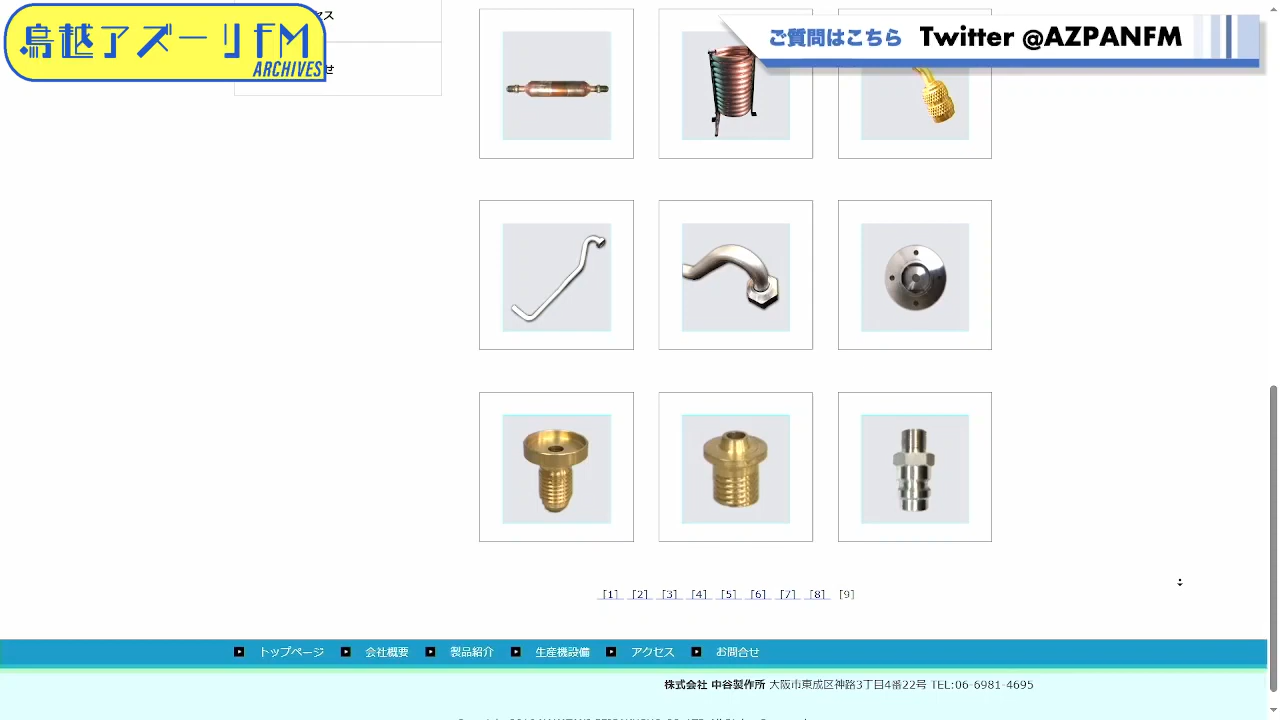 鳥越アズーリFM
ARCHIVES
セス
せ
ご質問はこちら Twitter @AZPANFM
[1] [2] [3] [4] [5] [6] [7] [8] [9]
トップページ 会社概要 製品紹介 生産機設備 アクセス お問合せ
株式会社 中谷製作所 大阪市東成区神路3丁目4番22号 TEL:06-6981-4695